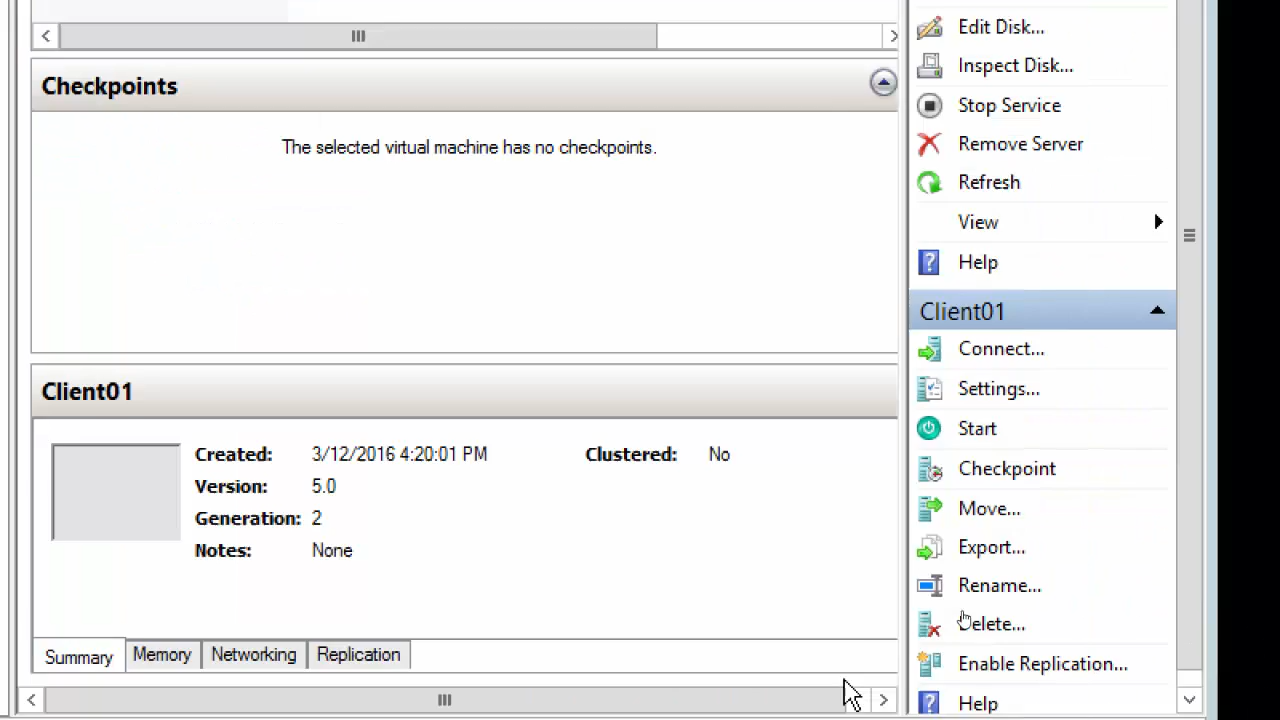 Checkpoints
The selected virtual machine has no checkpoints.
Client01
Created: 3/12/2016 4:20:01 PM Clustered: No
Version: 5.0
Generation: 2
Notes: None
Summary Memory Networking Replication
Edit Disk...
Inspect Disk...
Stop Service
Remove Server
Refresh
View
Help
Client01
Connect...
Settings...
Start
Checkpoint
Move...
Export...
Rename...
Delete...
Enable Replication...
Help